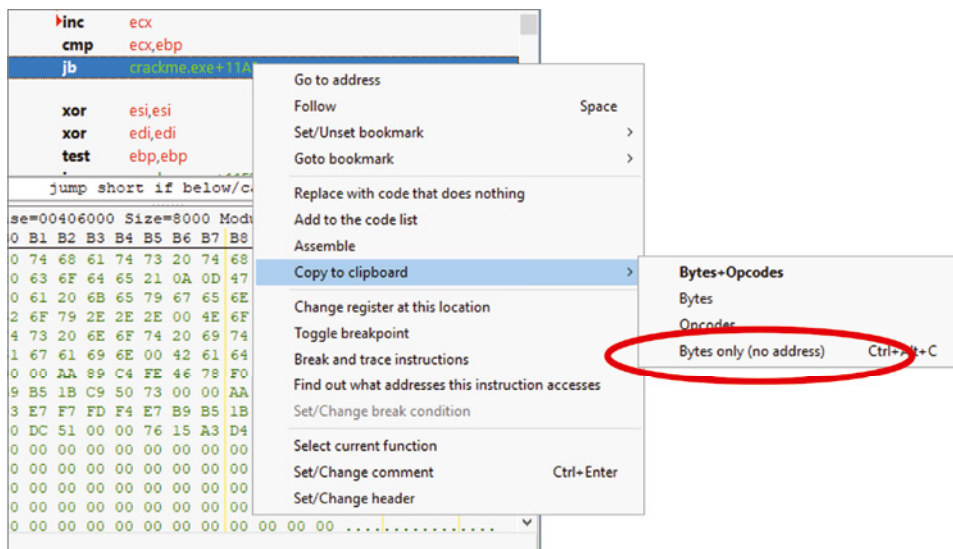 inc ecx
cmp ecx,ebp
jb crackme.exe+11A
xor esi,esi
xor edi,edi
test ebp,ebp
jump short if below/ca
se=00406000 Size=8000 Modu
0 B1 B2 B3 B4 B5 B6 B7 B8
0 74 68 61 74 73 20 74 68
0 63 6F 64 65 21 0A 0D 47
0 61 20 6B 65 79 67 65 6E
2 6F 79 2E 2E 2E 00 4E 6F
4 73 20 6E 6F 74 20 69 74
1 67 61 69 6E 00 42 61 64
0 00 AA 89 C4 FE 46 78 F0
9 B5 1B C9 50 73 00 00 AA
3 E7 F7 FD F4 E7 B9 B5 1B
0 DC 51 00 00 76 15 A3 D4
0 00 00 00 00 00 00 00 00
0 00 00 00 00 00 00 00 00
0 00 00 00 00 00 00 00 00
0 00 00 00 00 00 00 00 00
0 00 00 00 00 00 00 00 00 00 00 00 ................
Go to address
Follow Space
Set/Unset bookmark >
Goto bookmark >
Replace with code that does nothing
Add to the code list
Assemble
Copy to clipboard >
Change register at this location
Toggle breakpoint
Break and trace instructions
Find out what addresses this instruction accesses
Set/Change break condition
Select current function
Set/Change comment Ctrl+Enter
Set/Change header
Bytes+Opcodes
Bytes
Opcodes
Bytes only (no address) Ctrl+Alt+C